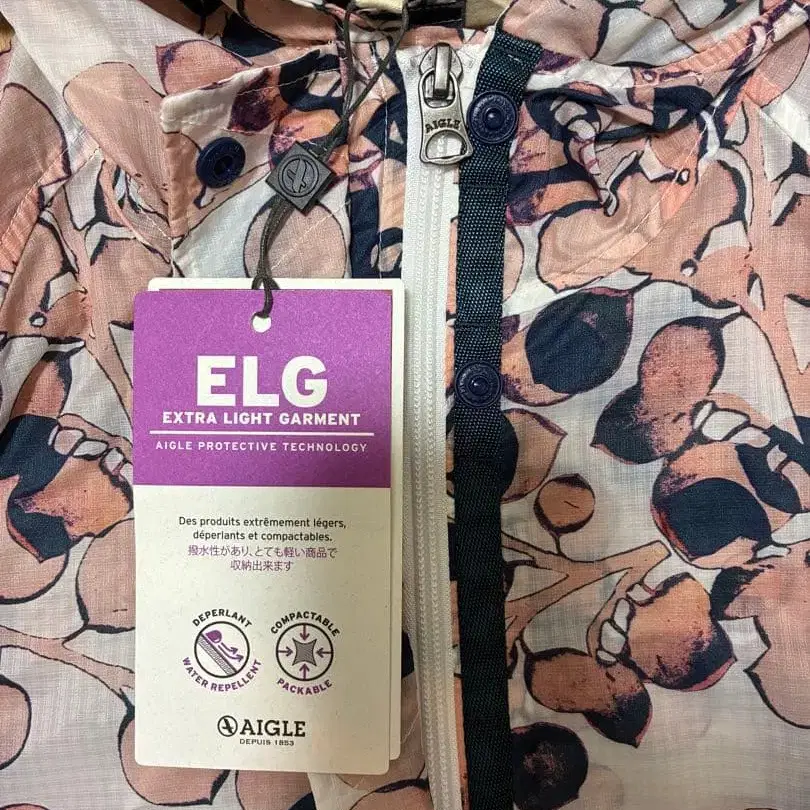 AIGLE
ELG
EXTRA LIGHT GARMENT
AIGLE PROTECTIVE TECHNOLOGY
Des produits extrêmement légers,
déperlants et compactables.
撥水性があり、とても軽い商品で
収納出来ます
DEPERLANT
WATER REPELLENT
COMPACTABLE
PACKABLE
AIGLE
DEPUIS 1853